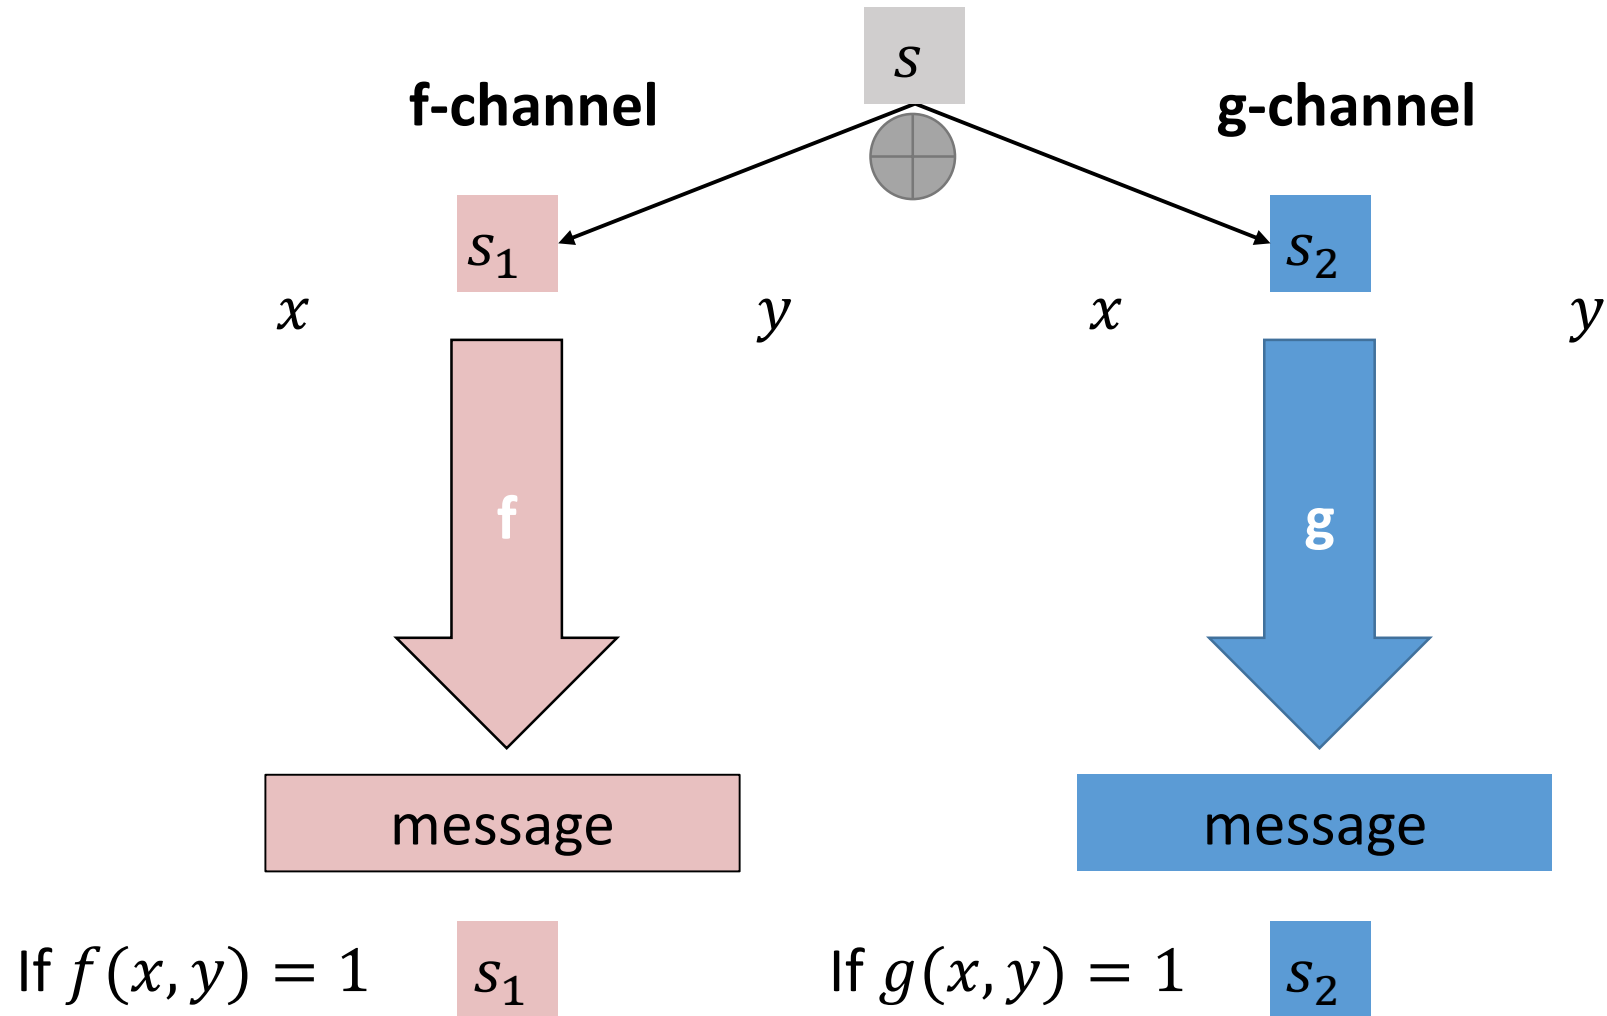 s
f-channel
g-channel
s₁
s₂
x
y
x
y
f
g
message
message
If f(x, y) = 1
s₁
If g(x, y) = 1
s₂